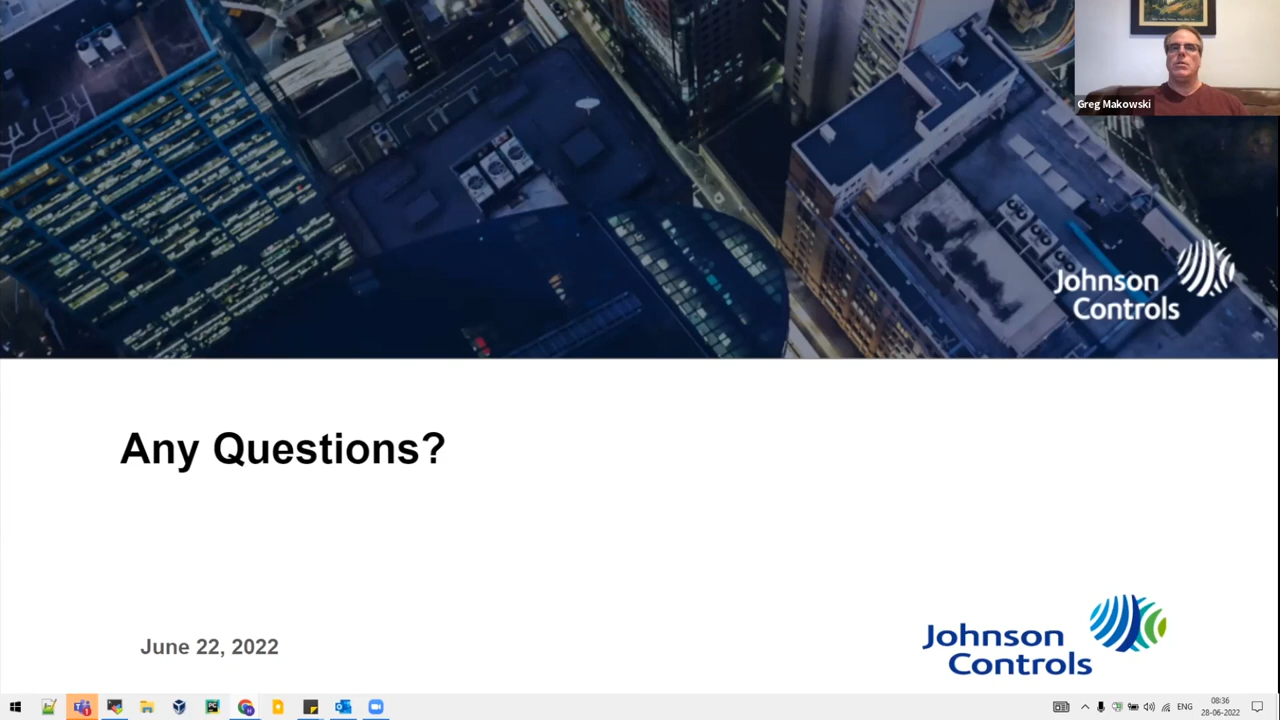 Greg Makowski
Johnson
Controls
Any Questions?
June 22, 2022
Johnson
Controls
ENG
08:36
28-06-2022